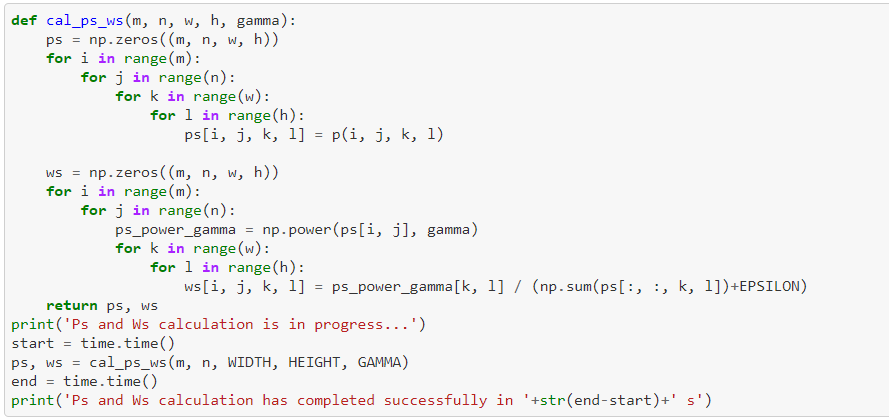 def cal_ps_ws(m, n, w, h, gamma):
    ps = np.zeros((m, n, w, h))
    for i in range(m):
        for j in range(n):
            for k in range(w):
                for l in range(h):
                    ps[i, j, k, l] = p(i, j, k, l)

    ws = np.zeros((m, n, w, h))
    for i in range(m):
        for j in range(n):
            ps_power_gamma = np.power(ps[i, j], gamma)
            for k in range(w):
                for l in range(h):
                    ws[i, j, k, l] = ps_power_gamma[k, l] / (np.sum(ps[:, :, k, l])+EPSILON)
    return ps, ws
print('Ps and Ws calculation is in progress...')
start = time.time()
ps, ws = cal_ps_ws(m, n, WIDTH, HEIGHT, GAMMA)
end = time.time()
print('Ps and Ws calculation has completed successfully in '+str(end-start)+' s')